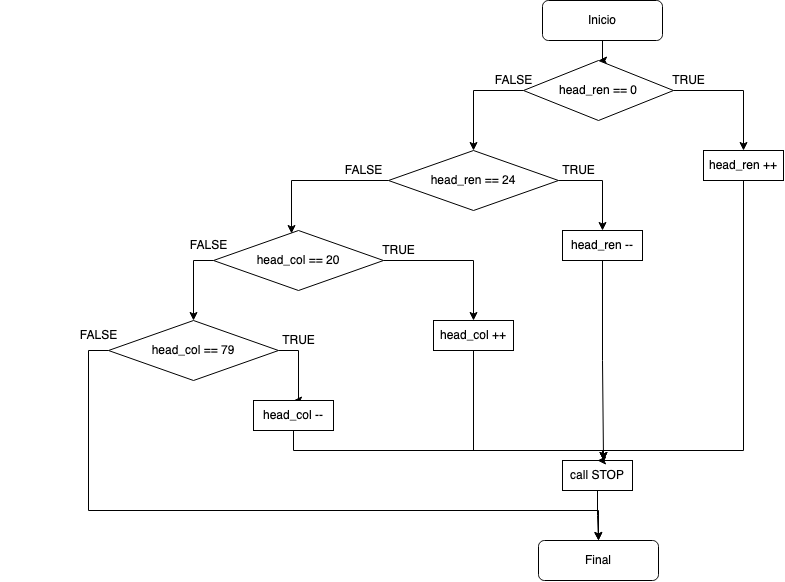 Inicio
FALSE
TRUE
head_ren == 0
FALSE
TRUE
head_ren ++
head_ren == 24
FALSE
TRUE
head_ren --
head_col == 20
FALSE
TRUE
head_col ++
head_col == 79
head_col --
call STOP
Final